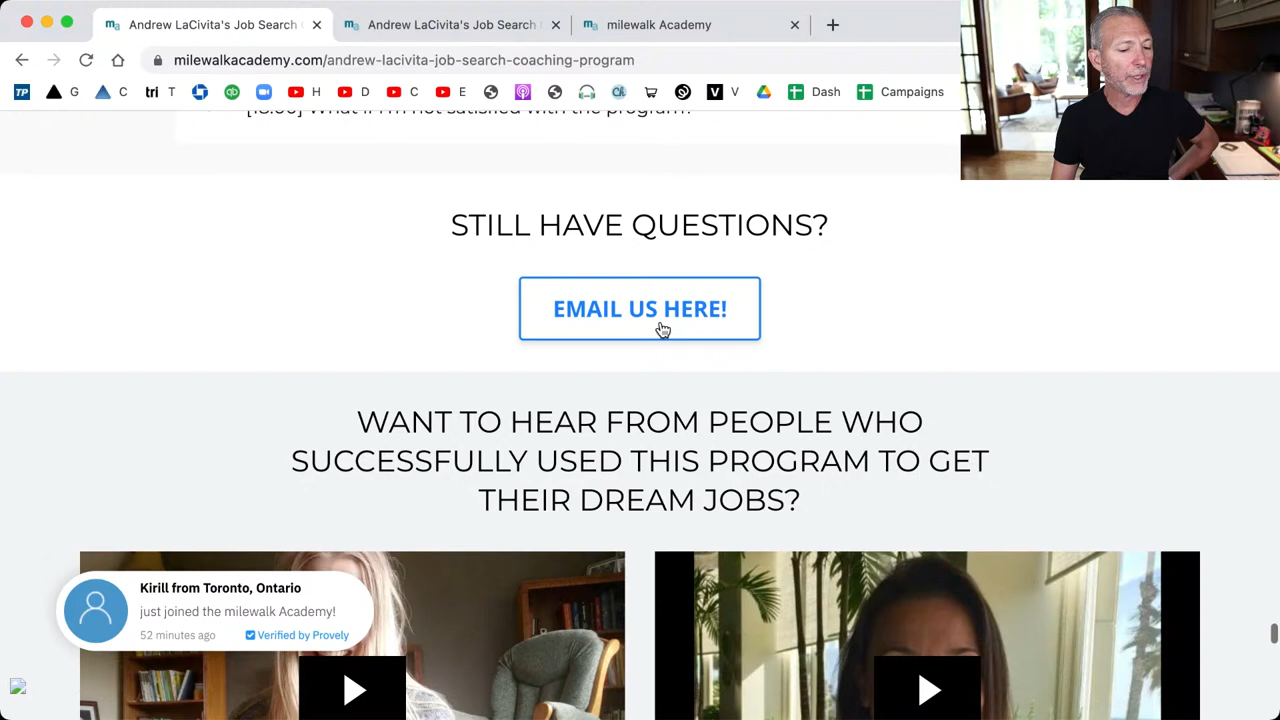 Andrew LaCivita's Job Search C
Andrew LaCivita's Job Search
milewalk Academy
milewalkacademy.com/andrew-lacivita-job-search-coaching-program
TP G C tri T H D C E V V Dash Campaigns
[18:00] What if I'm not satisfied with the program?
STILL HAVE QUESTIONS?
EMAIL US HERE!
WANT TO HEAR FROM PEOPLE WHO
SUCCESSFULLY USED THIS PROGRAM TO GET
THEIR DREAM JOBS?
Kirill from Toronto, Ontario
just joined the milewalk Academy!
52 minutes ago Verified by Provely